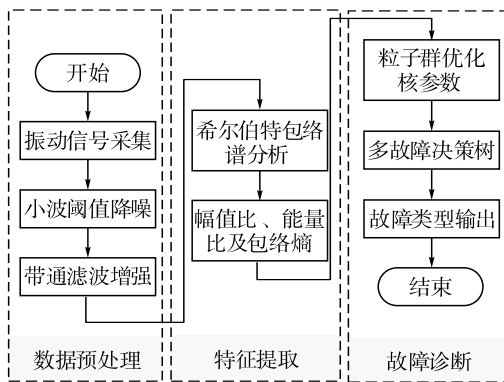 开始
振动信号采集
小波阈值降噪
带通滤波增强
数据预处理
希尔伯特包络
谱分析
幅值比、能量
比及包络熵
特征提取
粒子群优化
核参数
多故障决策树
故障类型输出
结束
故障诊断